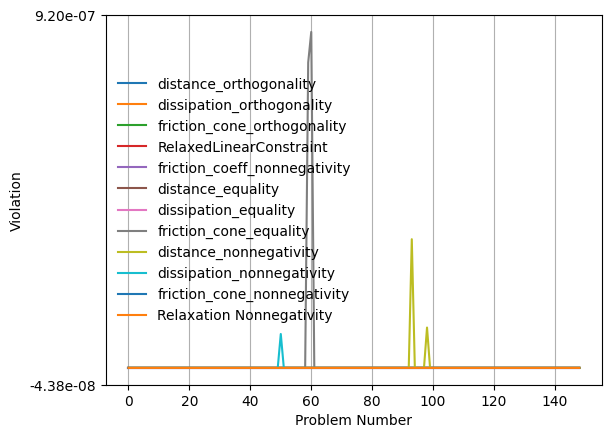 9.20e-07
distance_orthogonality
dissipation_orthogonality
friction_cone_orthogonality
RelaxedLinearConstraint
friction_coeff_nonnegativity
distance_equality
dissipation_equality
friction_cone_equality
distance_nonnegativity
dissipation_nonnegativity
friction_cone_nonnegativity
Relaxation Nonnegativity
Violation
-4.38e-08
0 20 40 60 80 100 120 140
Problem Number